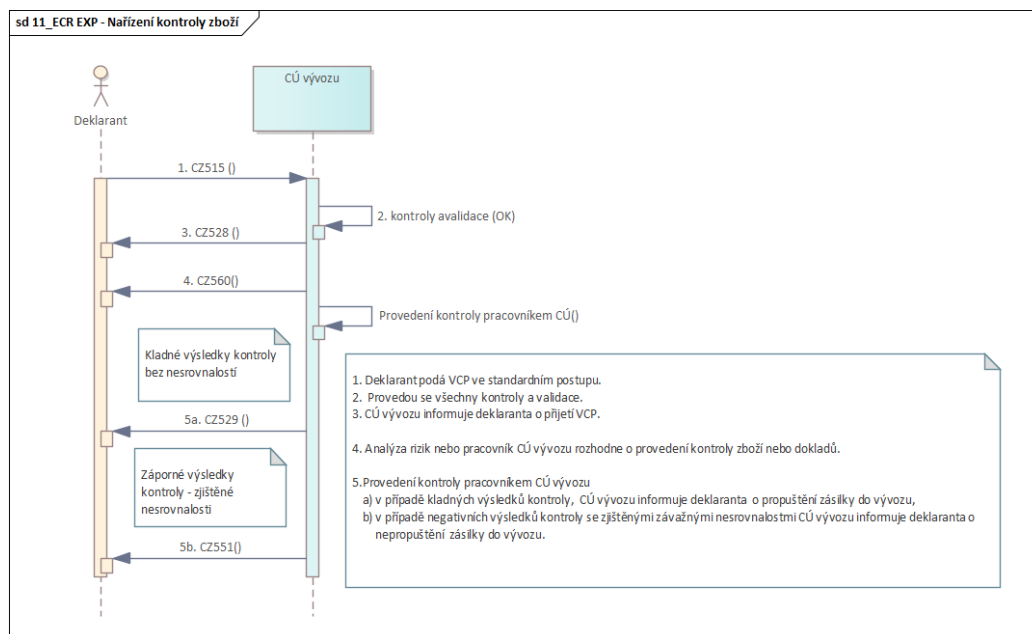 sd 11_ECR EXP - Nařízení kontroly zboží
Deklarant
CÚ vývozu
1. CZ515 ()
2. kontroly avalidace (OK)
3. CZ528 ()
4. CZ560()
Provedení kontroly pracovníkem CÚ()
Kladné výsledky kontroly
bez nesrovnalostí
5a. CZ529 ()
Záporné výsledky
kontroly - zjištěné
nesrovnalosti
5b. CZ551()
1. Deklarant podá VCP ve standardním postupu.
2. Provedou se všechny kontroly a validace.
3. CÚ vývozu informuje deklaranta o přijetí VCP.
4. Analýza rizik nebo pracovník CÚ vývozu rozhodne o provedení kontroly zboží nebo dokladů.
5.Provedení kontroly pracovníkem CÚ vývozu
a) v případě kladných výsledků kontroly, CÚ vývozu informuje deklaranta o propuštění zásilky do vývozu,
b) v případě negativních výsledků kontroly se zjištěnými závažnými nesrovnalostmi CÚ vývozu informuje deklaranta o
nepropuštění zásilky do vývozu.